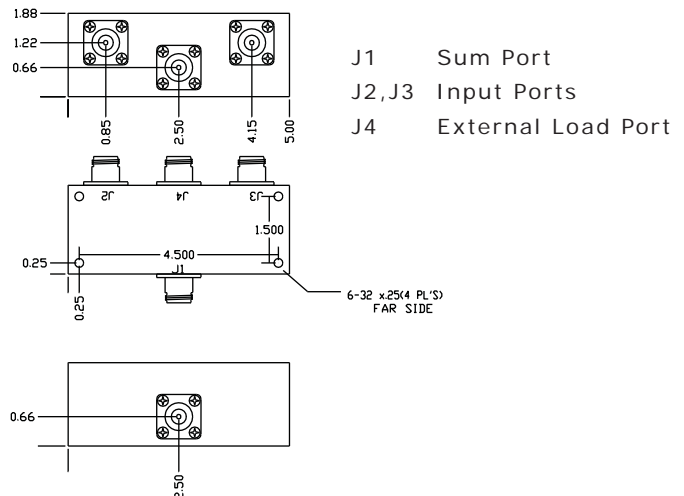 1.88
1.22
0.66
0.85
2.50
4.15
5.00
J1 Sum Port
J2,J3 Input Ports
J4 External Load Port
J2
J4
J3
1.500
4.500
J1
0.25
0.25
6-32 x.25(4 PL'S)
FAR SIDE
0.66
2.50